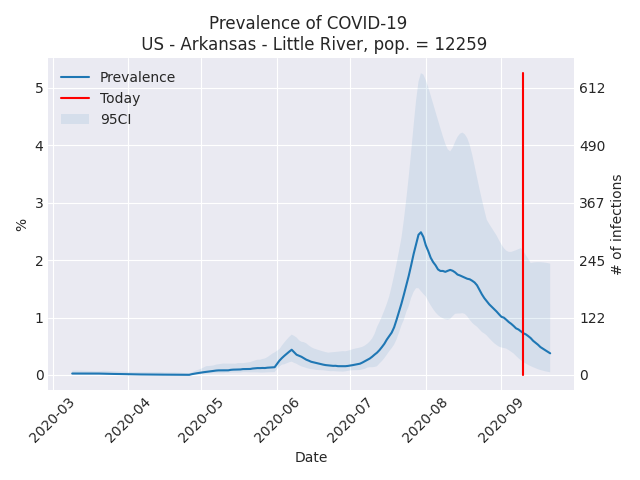 Prevalence of COVID-19
US - Arkansas - Little River, pop. = 12259
Prevalence
Today
95CI
5
4
3
2
1
0
%
612
490
367
245
122
0
# of infections
2020-03
2020-04
2020-05
2020-06
2020-07
2020-08
2020-09
Date